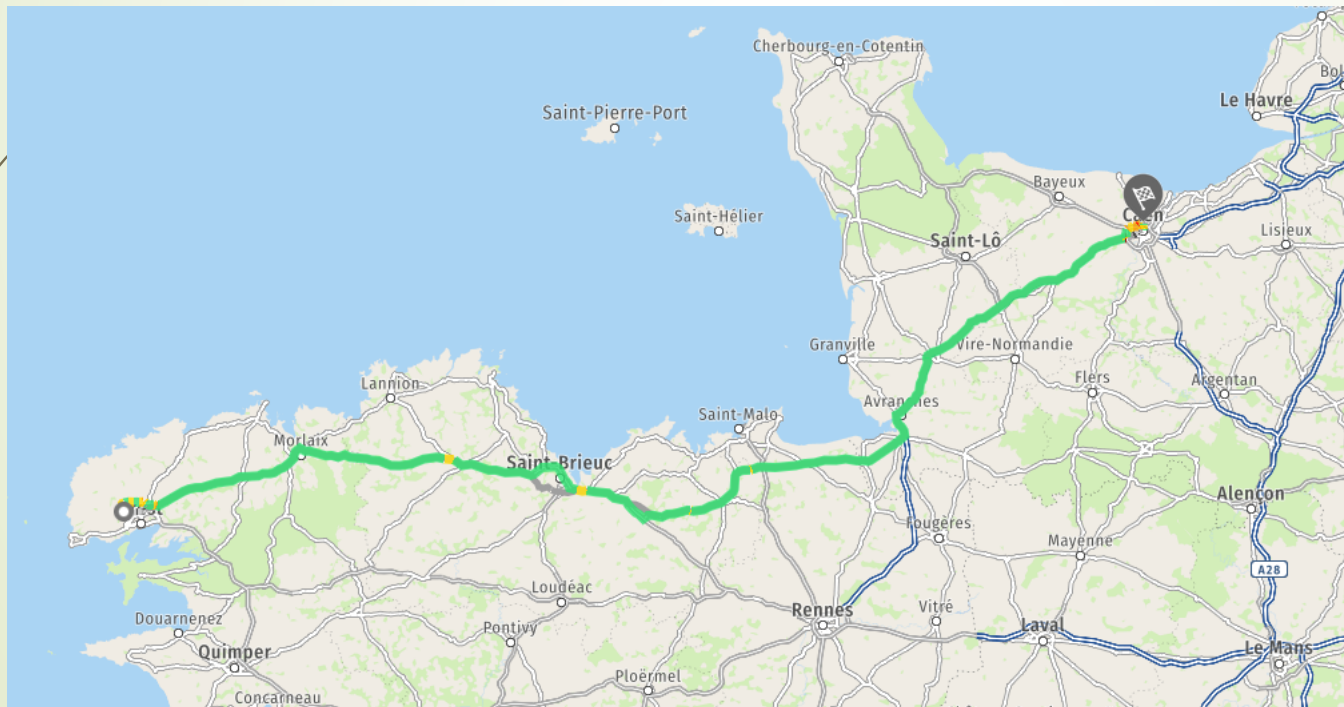 Cherbourg-en-Cotentin
Le Havre
Saint-Pierre-Port
Bayeux
Saint-Hélier
Caen
Lisieux
Saint-Lô
Granville
Vire-Normandie
Flers
Argentan
Lannion
Avranches
Saint-Malo
Morlaix
Saint-Brieuc
Alençon
Fougères
Mayenne
A28
Loudéac
Rennes
Vitré
Douarnenez
Pontivy
Laval
Quimper
Le Mans
Ploërmel
Concarneau